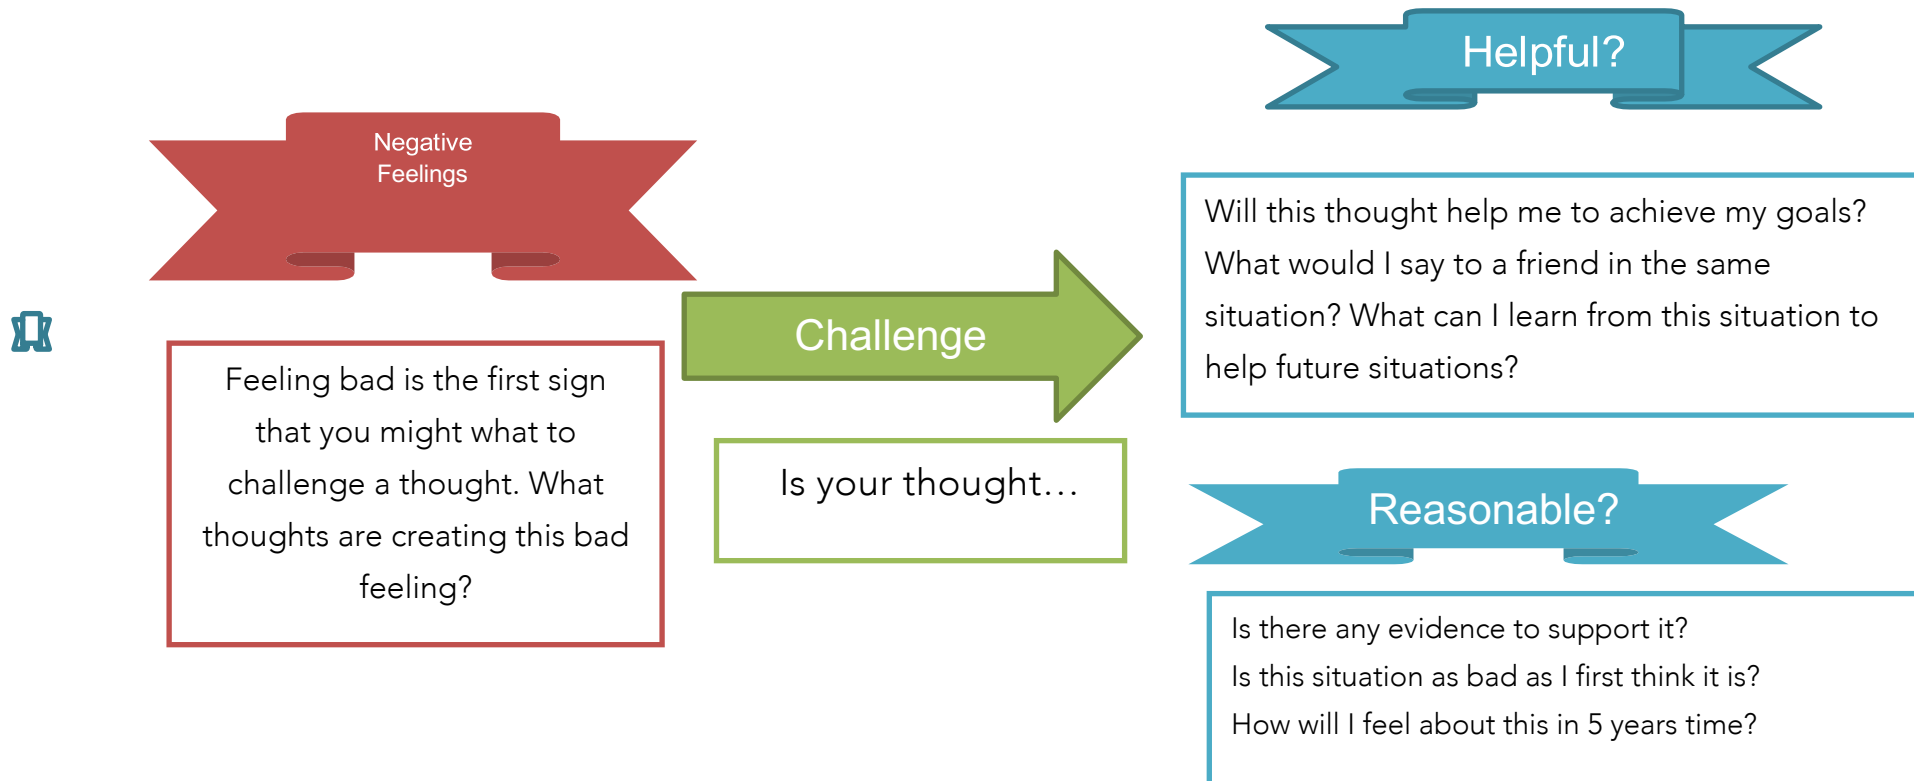 Negative
Feelings
Feeling bad is the first sign
that you might what to
challenge a thought. What
thoughts are creating this bad
feeling?
Challenge
Is your thought…
Helpful?
Will this thought help me to achieve my goals?
What would I say to a friend in the same
situation? What can I learn from this situation to
help future situations?
Reasonable?
Is there any evidence to support it?
Is this situation as bad as I first think it is?
How will I feel about this in 5 years time?